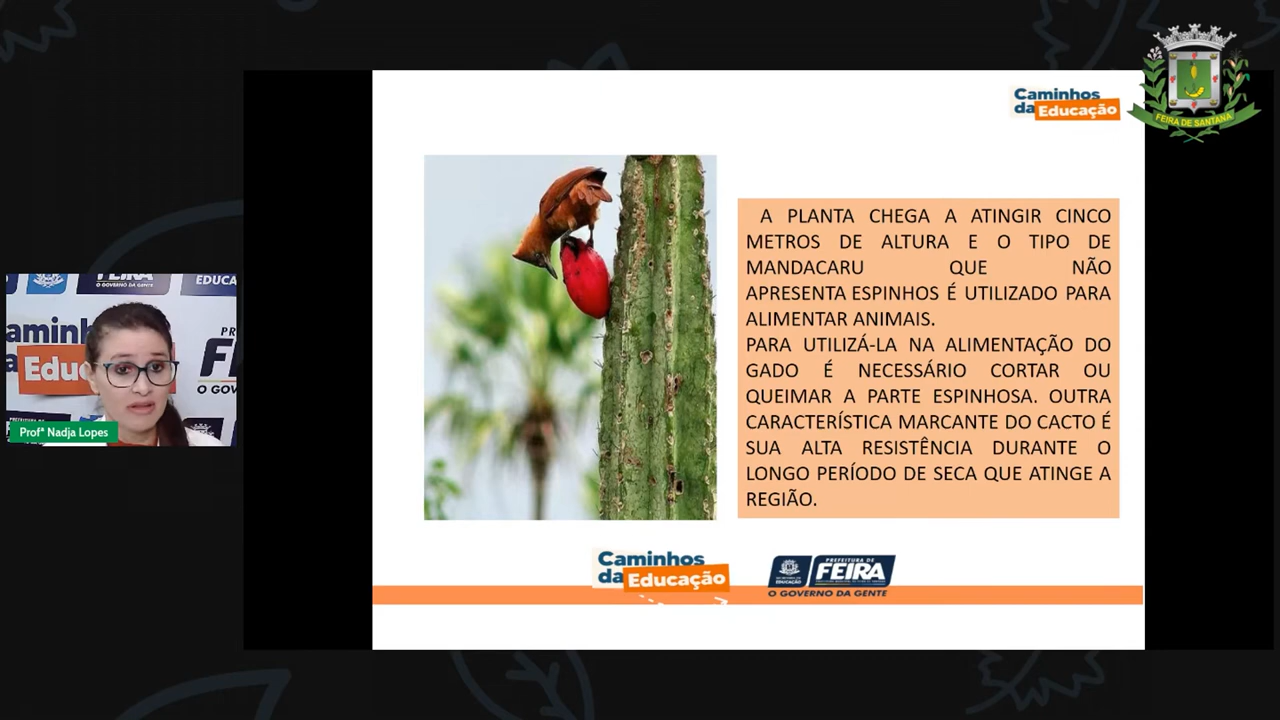 Caminhos
da Educação
FEIRA DE SANTANA
A PLANTA CHEGA A ATINGIR CINCO
METROS DE ALTURA E O TIPO DE
MANDACARU QUE NÃO
APRESENTA ESPINHOS É UTILIZADO PARA
ALIMENTAR ANIMAIS.
PARA UTILIZÁ-LA NA ALIMENTAÇÃO DO
GADO É NECESSÁRIO CORTAR OU
QUEIMAR A PARTE ESPINHOSA. OUTRA
CARACTERÍSTICA MARCANTE DO CACTO É
SUA ALTA RESISTÊNCIA DURANTE O
LONGO PERÍODO DE SECA QUE ATINGE A
REGIÃO.
FEIRA
O GOVERNO DA GENTE
EDUCA
aminh
Edu
PR
F
O GOV
Profª Nadja Lopes
Caminhos
da Educação
PREFEITURA DE
FEIRA
O GOVERNO DA GENTE